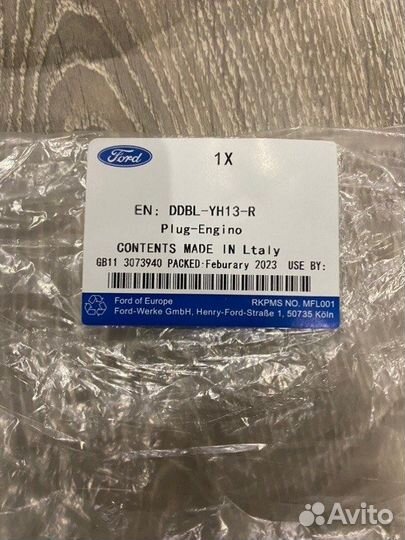 Ford
1X
EN: DDBL-YH13-R
Plug-Engino
CONTENTS MADE IN Ltaly
GB11 3073940 PACKED:Feburary 2023 USE BY:
Ford of Europe
RKPMS NO. MFL001
Ford-Werke GmbH, Henry-Ford-Straße 1, 50735 Köln
Avito